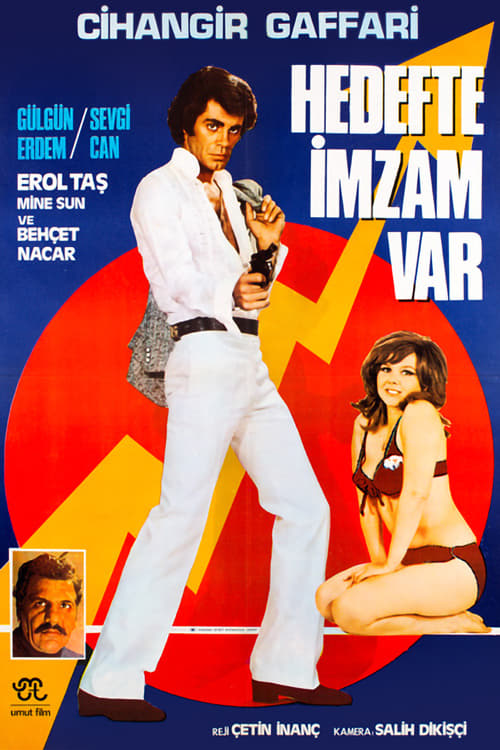 CİHANGİR GAFFARİ
HEDEFTE
İMZAM
VAR
GÜLGÜN / SEVGİ
ERDEM / CAN
EROL TAŞ
MİNE SUN
VE
BEHÇET
NACAR
umut film
REJİ ÇETİN İNANÇ KAMERA: SALİH DİKİŞÇİ